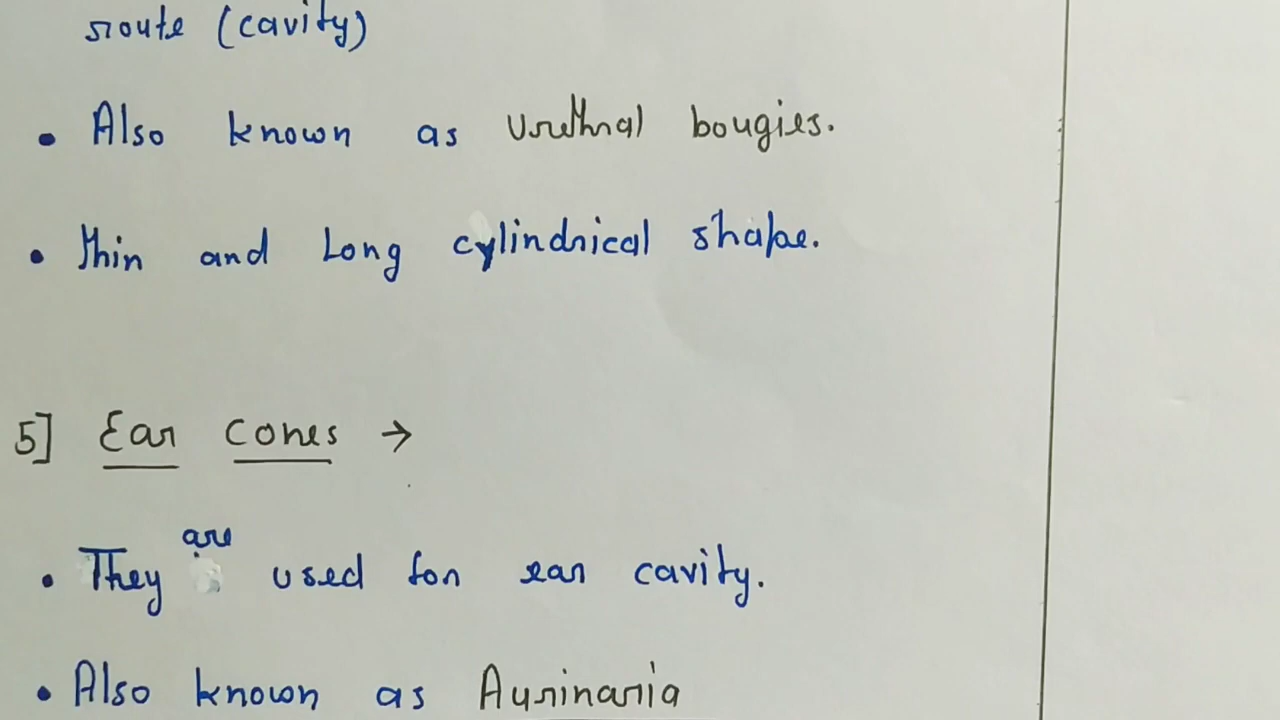 route (cavity)
• Also known as Urethral bougies.
• thin and Long cylindrical shape.
5] Ear Cones →
are
• They used for ear cavity.
• Also known as Aurinaria